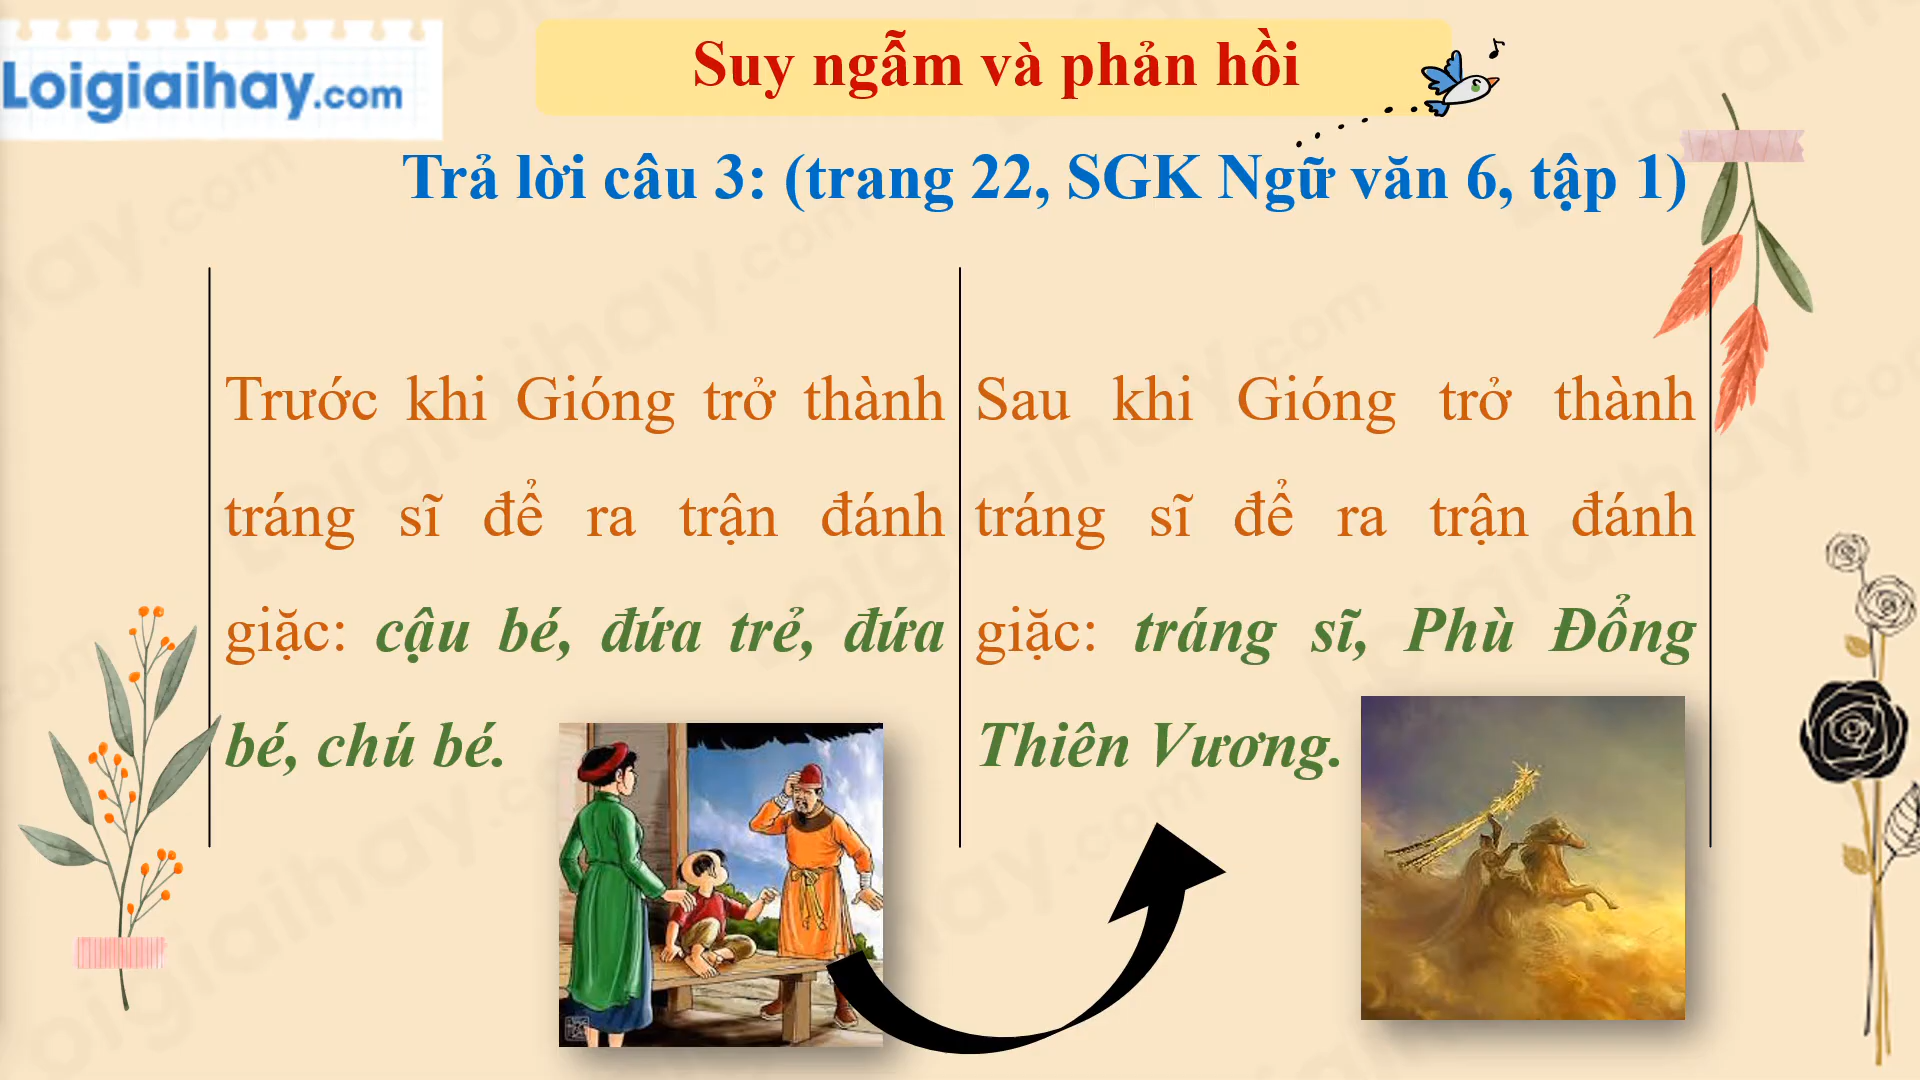 Loigiaihay.com
Suy ngẫm và phản hồi
Trả lời câu 3: (trang 22, SGK Ngữ văn 6, tập 1)
Trước khi Gióng trở thành
tráng sĩ để ra trận đánh
giặc: cậu bé, đứa trẻ, đứa
bé, chú bé.
Sau khi Gióng trở thành
tráng sĩ để ra trận đánh
giặc: tráng sĩ, Phù Đổng
Thiên Vương.